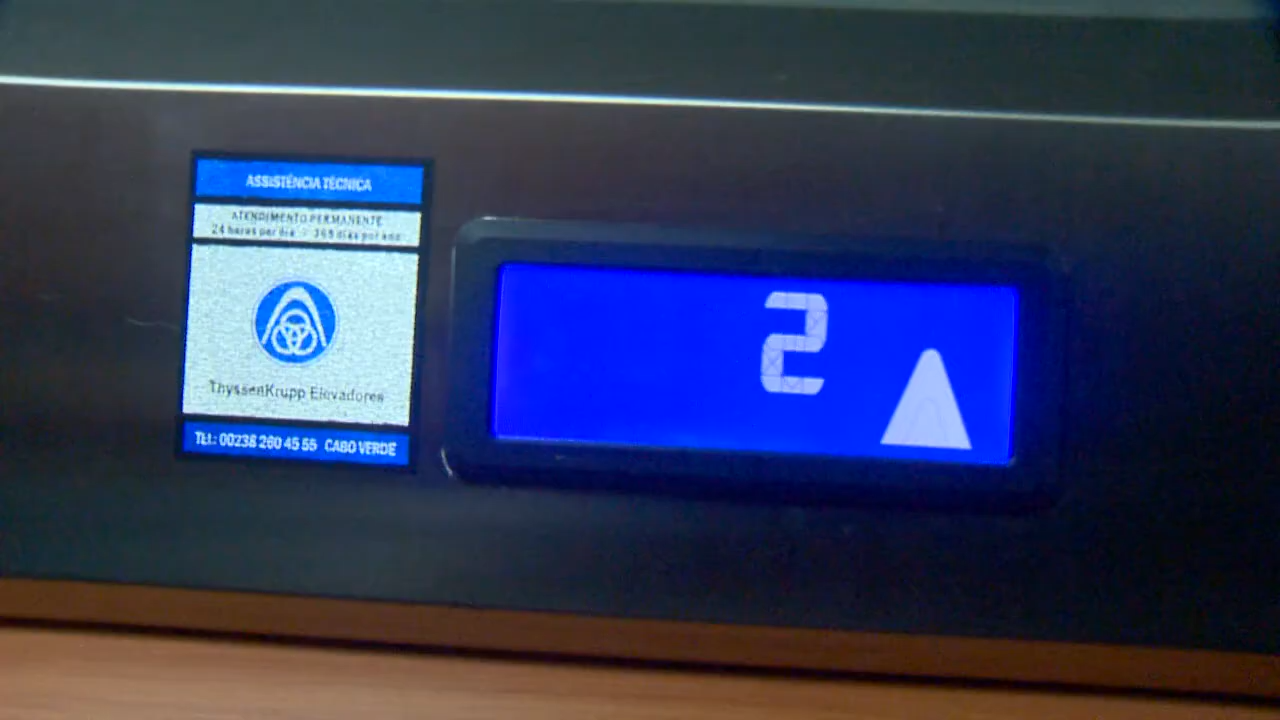 ASSISTÊNCIA TÉCNICA
ATENDIMENTO PERMANENTE
24 horas por dia - 365 dias por ano
ThyssenKrupp Elevadores
Tel.: 00238 260 45 55 CABO VERDE
2